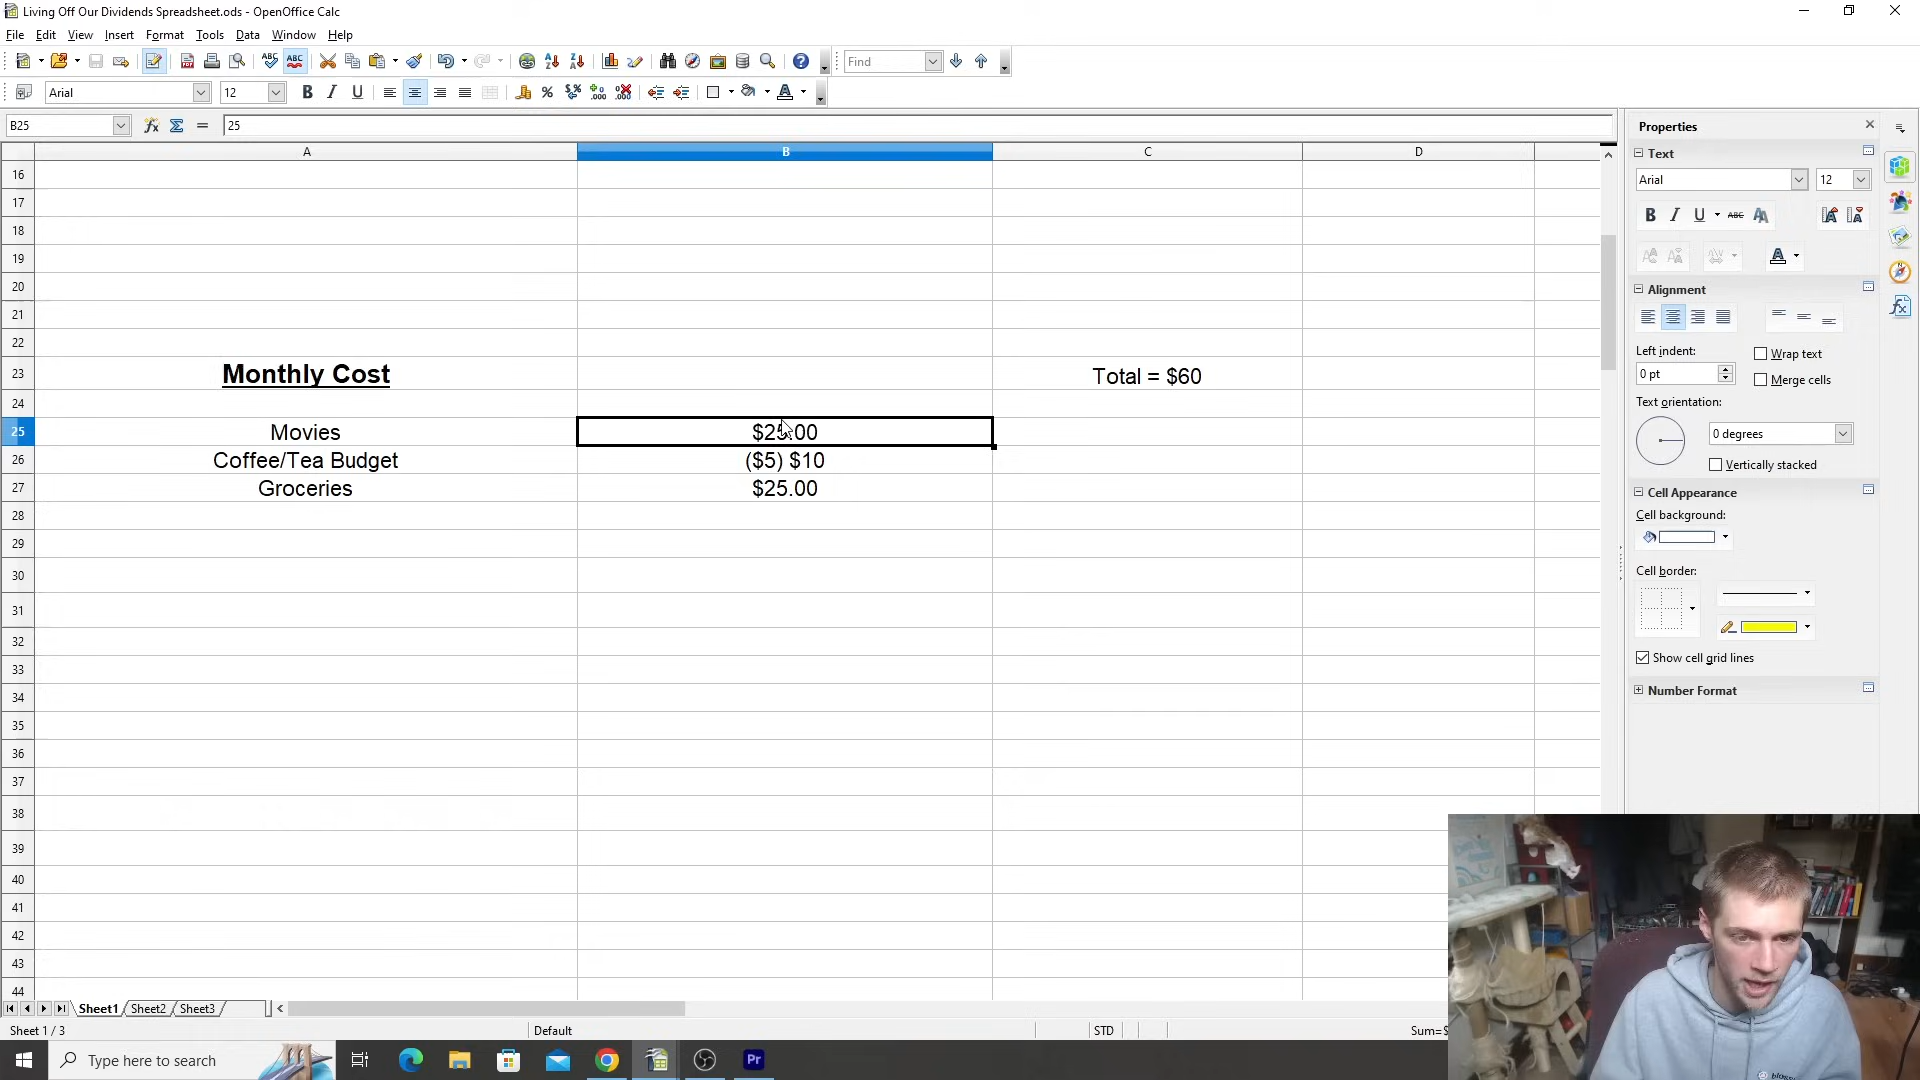 Living Off Our Dividends Spreadsheet.ods - OpenOffice Calc
File Edit View Insert Format Tools Data Window Help
Find
Arial 12
B25 25
Properties
A B C D
Text
16
Arial 12
17
18
19
20
21
Alignment
22
Left indent: Wrap text
23 Monthly Cost Total = $60 0 pt Merge cells
24 Text orientation:
25 Movies $25.00 0 degrees
26 Coffee/Tea Budget ($5) $10 Vertically stacked
27 Groceries $25.00 Cell Appearance
28 Cell background:
29
30 Cell border:
31
32
33 Show cell grid lines
34 Number Format
35
36
37
38
39
40
41
42
43
44
Sheet1 Sheet2 Sheet3
Sheet 1 / 3 Default STD Sum=$
Type here to search Pr